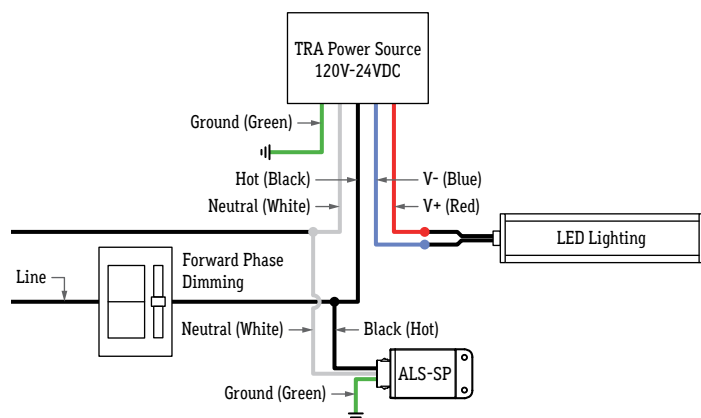 TRA Power Source
120V-24VDC
Ground (Green)
Hot (Black)
V- (Blue)
Neutral (White)
V+ (Red)
LED Lighting
Line
Forward Phase
Dimming
Neutral (White)
Black (Hot)
ALS-SP
Ground (Green)